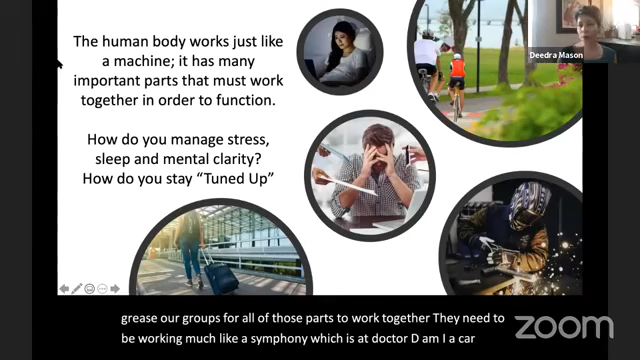 The human body works just like
a machine; it has many
important parts that must work
together in order to function.
How do you manage stress,
sleep and mental clarity?
How do you stay “Tuned Up”
Deedra Mason
grease our groups for all of those parts to work together They need to
be working much like a symphony which is at doctor D am I a car
zoom